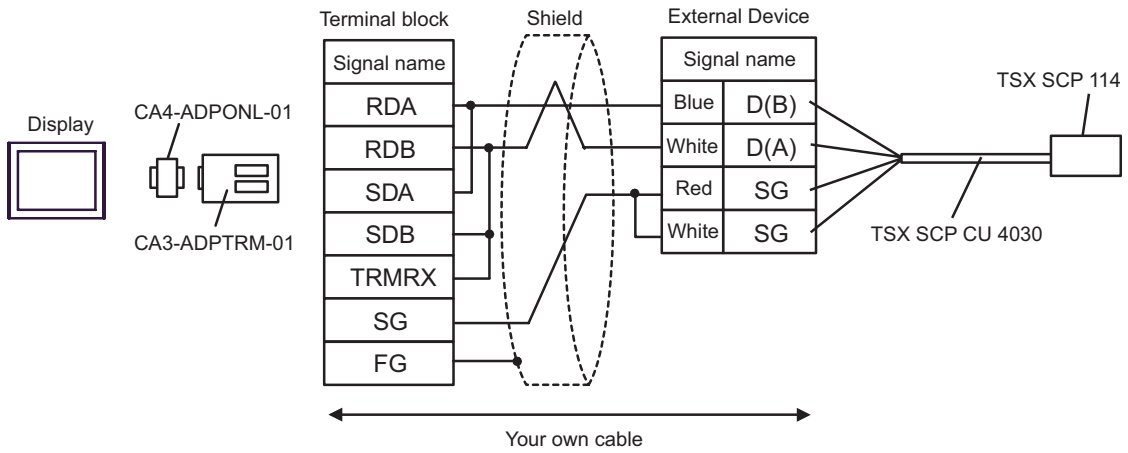 Terminal block
Shield
External Device
Signal name
Signal name
TSX SCP 114
Display
CA4-ADPONL-01
CA3-ADPTRM-01
RDA
RDB
SDA
SDB
TRMRX
SG
FG
Blue D(B)
White D(A)
Red SG
White SG
TSX SCP CU 4030
Your own cable